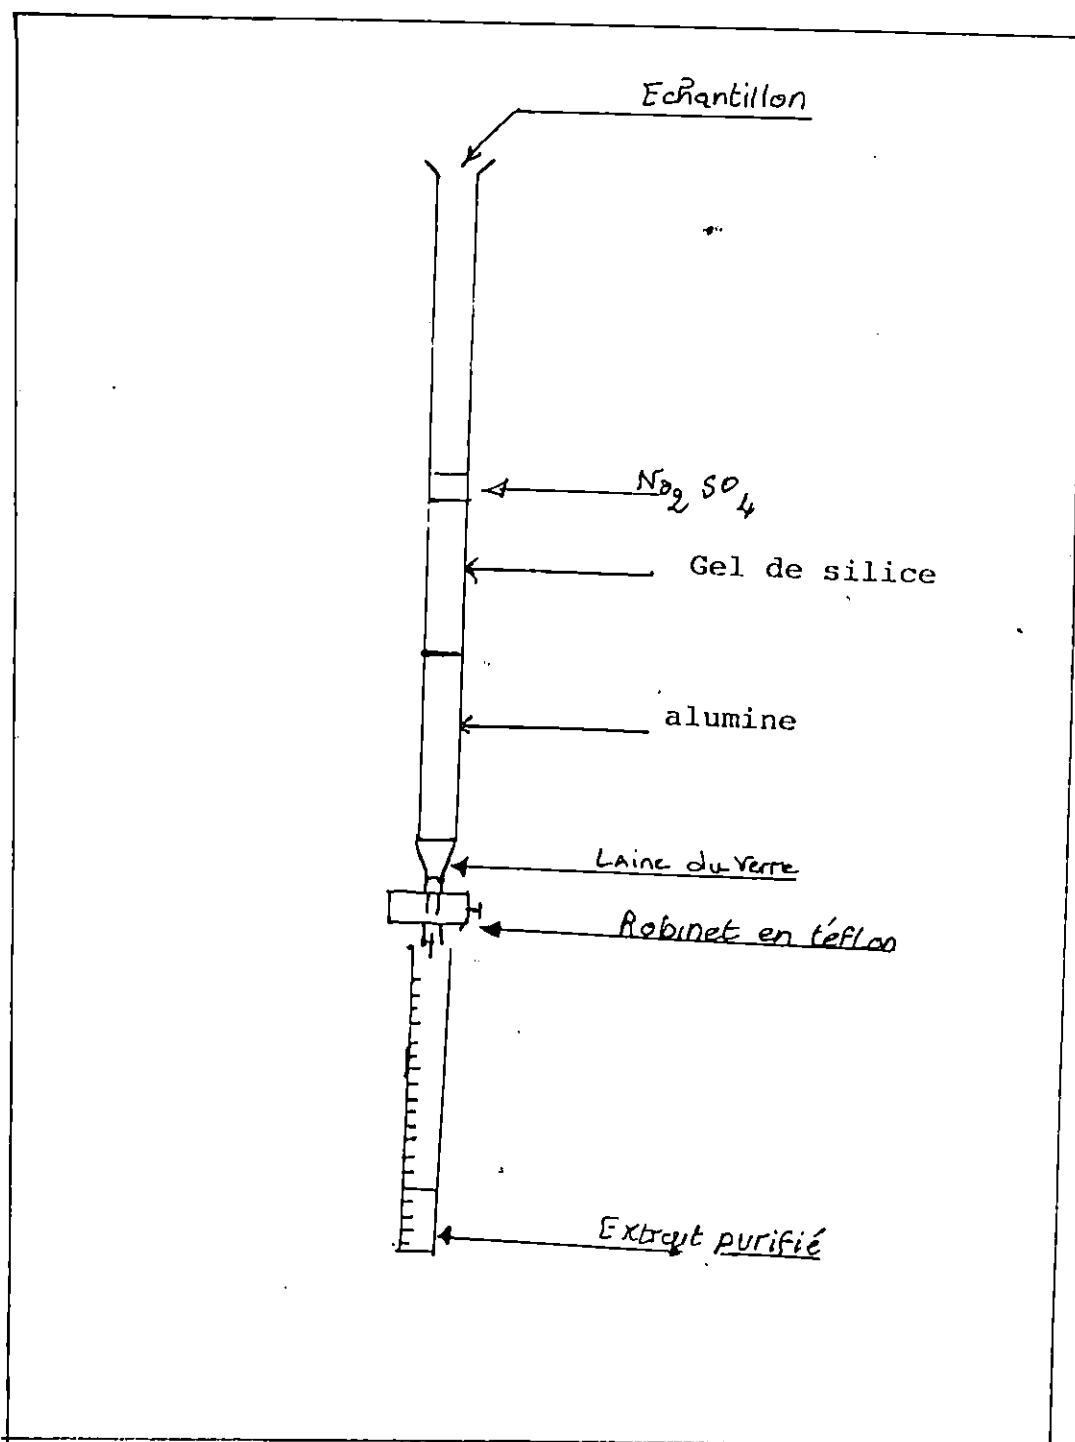 Echantillon
Na2 SO4
Gel de silice
alumine
Laine du verre
Robinet en téflon
Extrait purifié